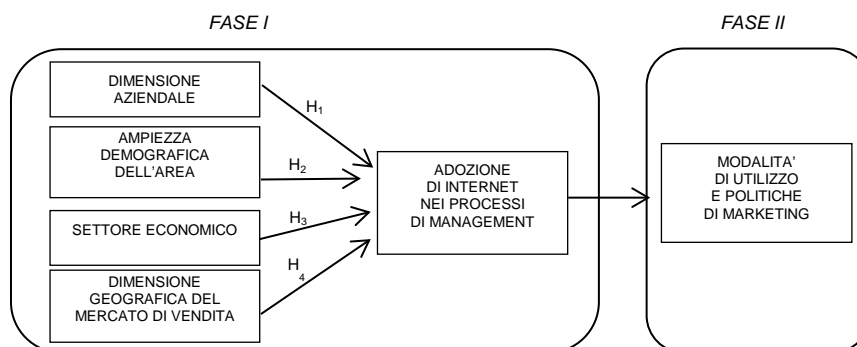 FASE I
FASE II
DIMENSIONE
AZIENDALE
H1
AMPIEZZA
DEMOGRAFICA
DELL'AREA
H2
SETTORE ECONOMICO
H3
DIMENSIONE
GEOGRAFICA DEL
MERCATO DI VENDITA
H4
ADOZIONE
DI INTERNET
NEI PROCESSI
DI MANAGEMENT
MODALITA'
DI UTILIZZO
E POLITICHE
DI MARKETING